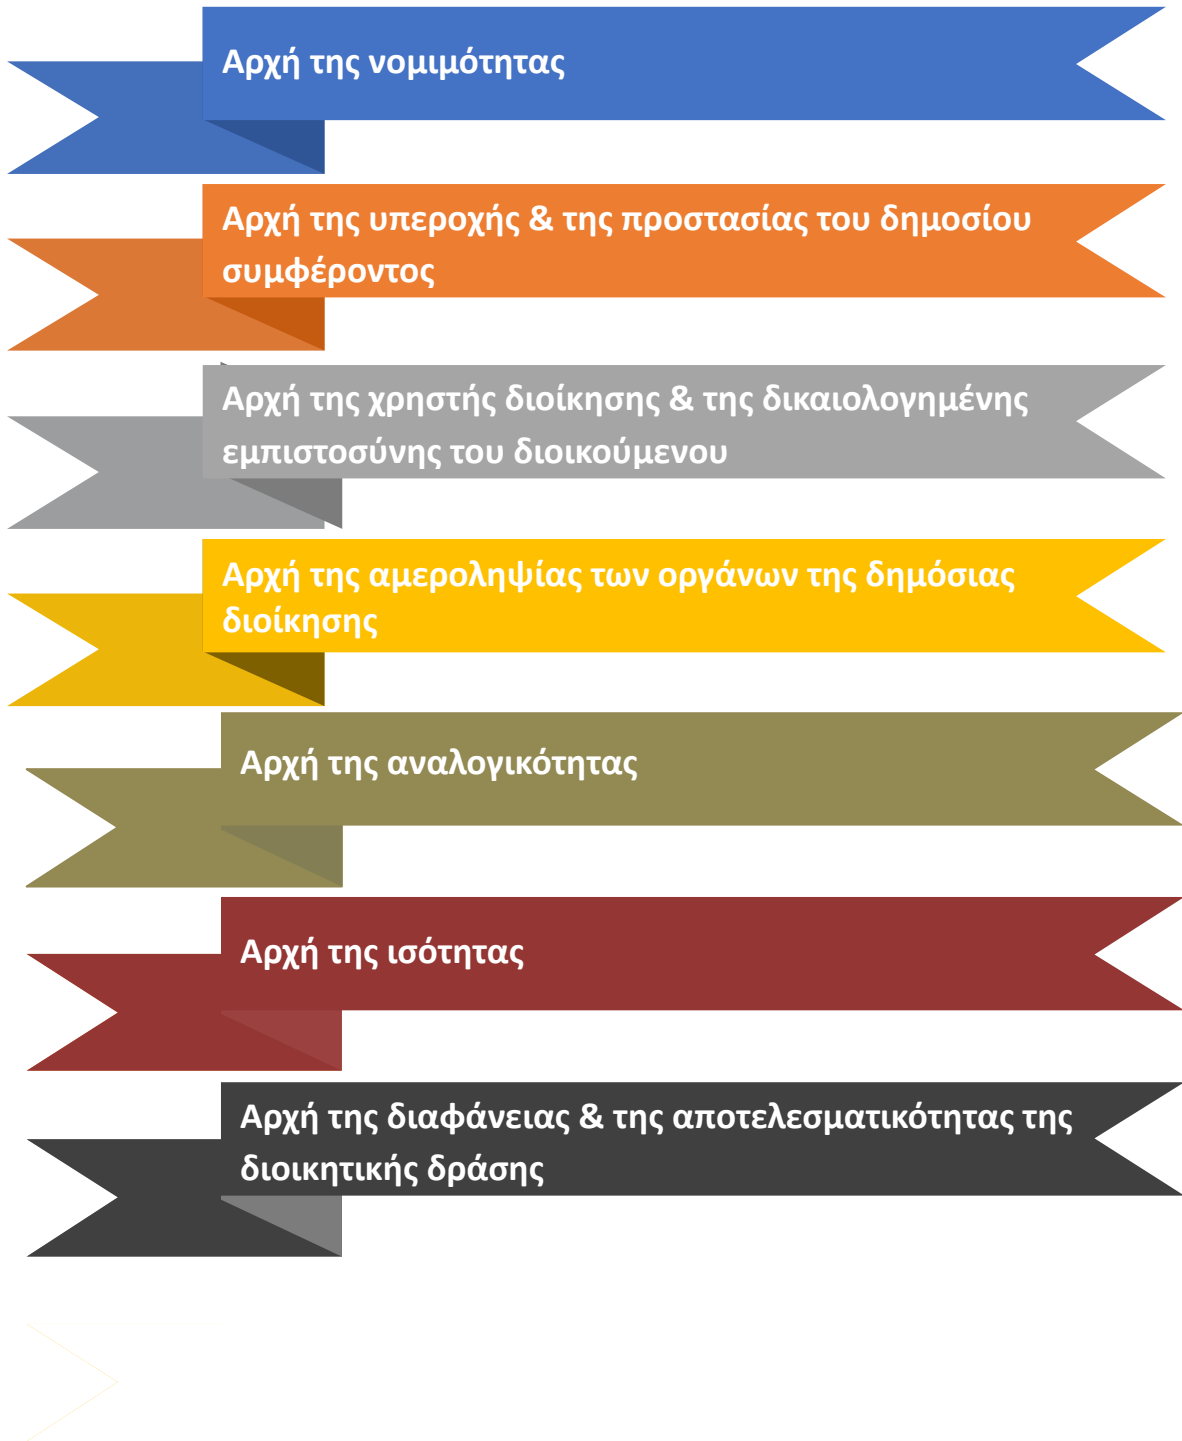 Αρχή της νομιμότητας
Αρχή της υπεροχής & της προστασίας του δημοσίου
συμφέροντος
Αρχή της χρηστής διοίκησης & της δικαιολογημένης
εμπιστοσύνης του διοικούμενου
Αρχή της αμεροληψίας των οργάνων της δημόσιας
διοίκησης
Αρχή της αναλογικότητας
Αρχή της ισότητας
Αρχή της διαφάνειας & της αποτελεσματικότητας της
διοικητικής δράσης